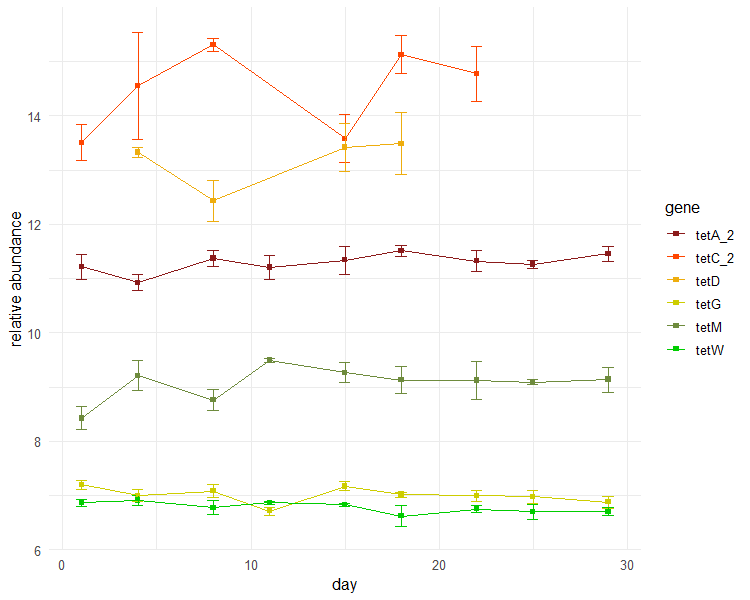 relative abundance
14
12
10
8
6
0
10
20
30
day
gene
tetA_2
tetC_2
tetD
tetG
tetM
tetW